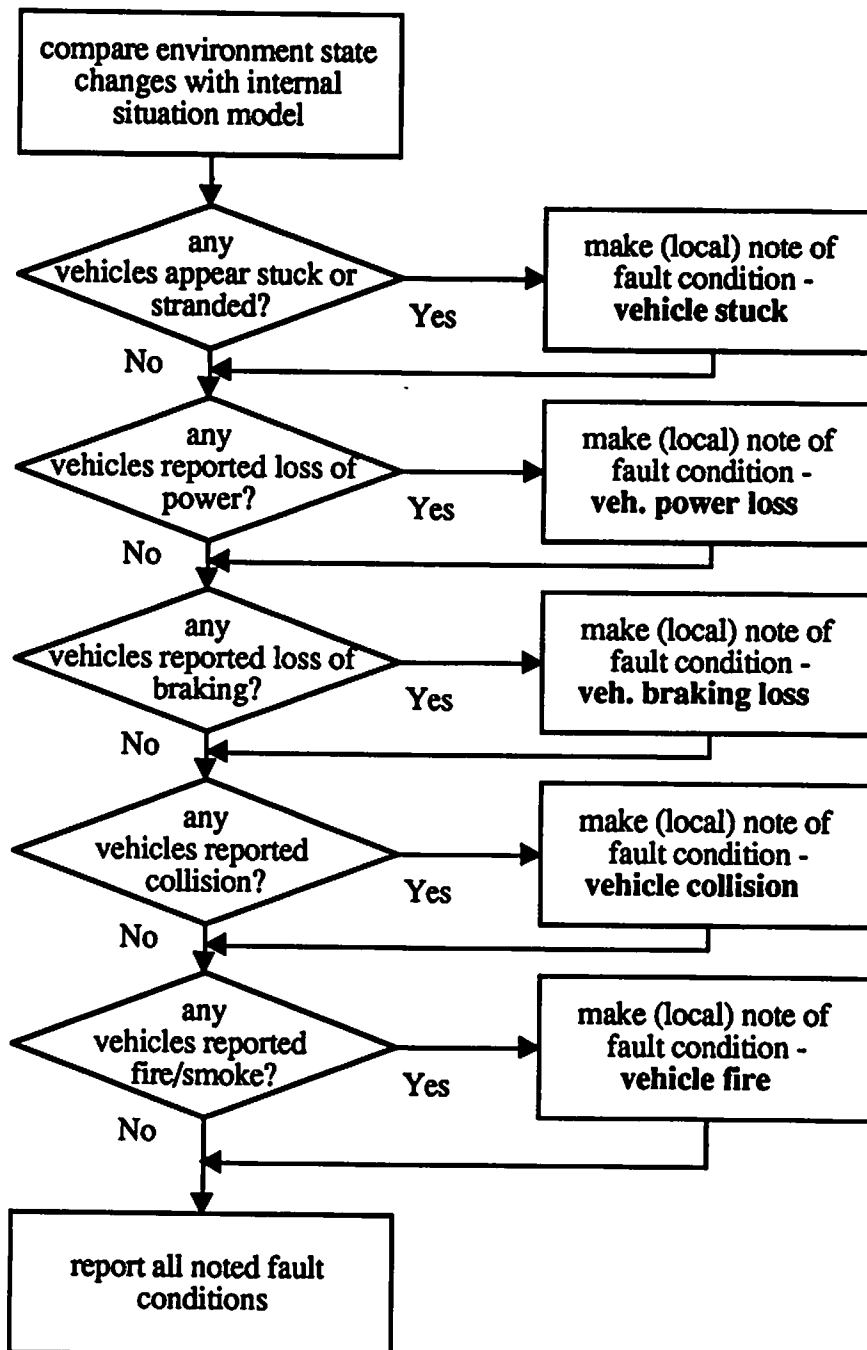 compare environment state
changes with internal
situation model
any
vehicles appear stuck or
stranded?
Yes
No
make (local) note of
fault condition -
vehicle stuck
any
vehicles reported loss of
power?
Yes
No
make (local) note of
fault condition -
veh. power loss
any
vehicles reported loss of
braking?
Yes
No
make (local) note of
fault condition -
veh. braking loss
any
vehicles reported
collision?
Yes
No
make (local) note of
fault condition -
vehicle collision
any
vehicles reported
fire/smoke?
Yes
No
make (local) note of
fault condition -
vehicle fire
report all noted fault
conditions